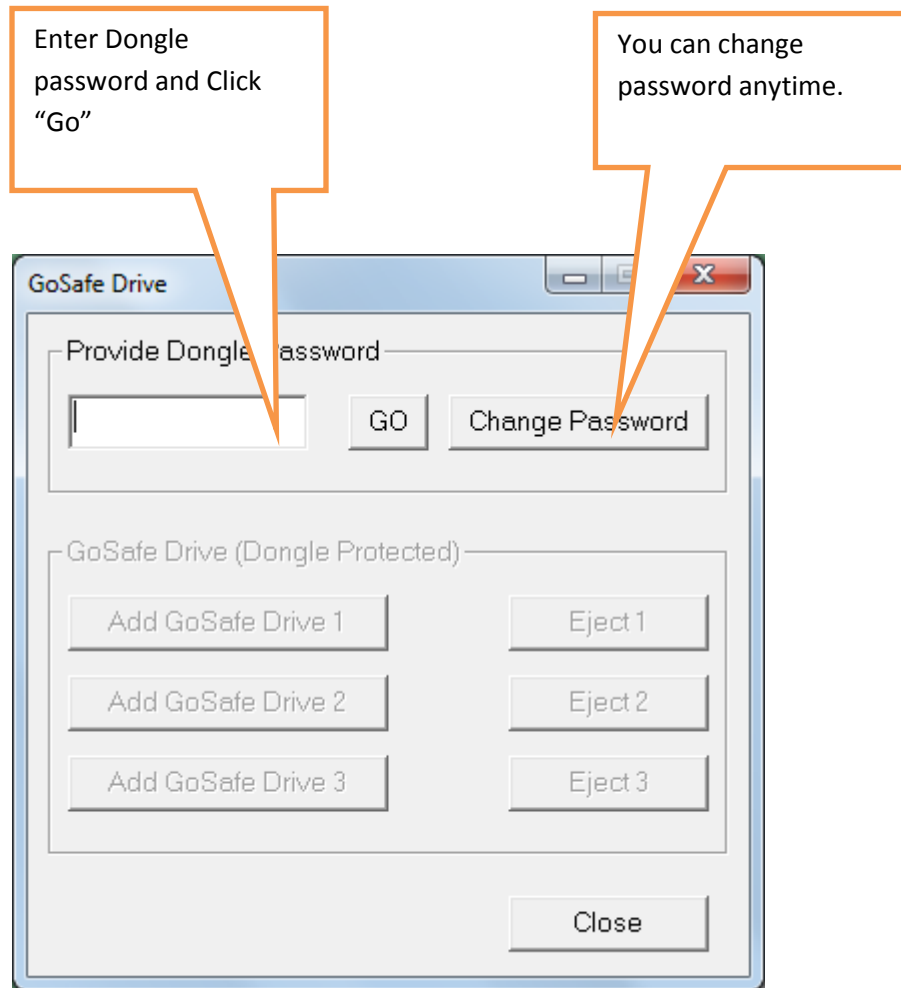 Enter Dongle
password and Click
“Go”
You can change
password anytime.
GoSafe Drive
Provide Dongle Password
GO
Change Password
GoSafe Drive (Dongle Protected)
Add GoSafe Drive 1
Eject 1
Add GoSafe Drive 2
Eject 2
Add GoSafe Drive 3
Eject 3
Close